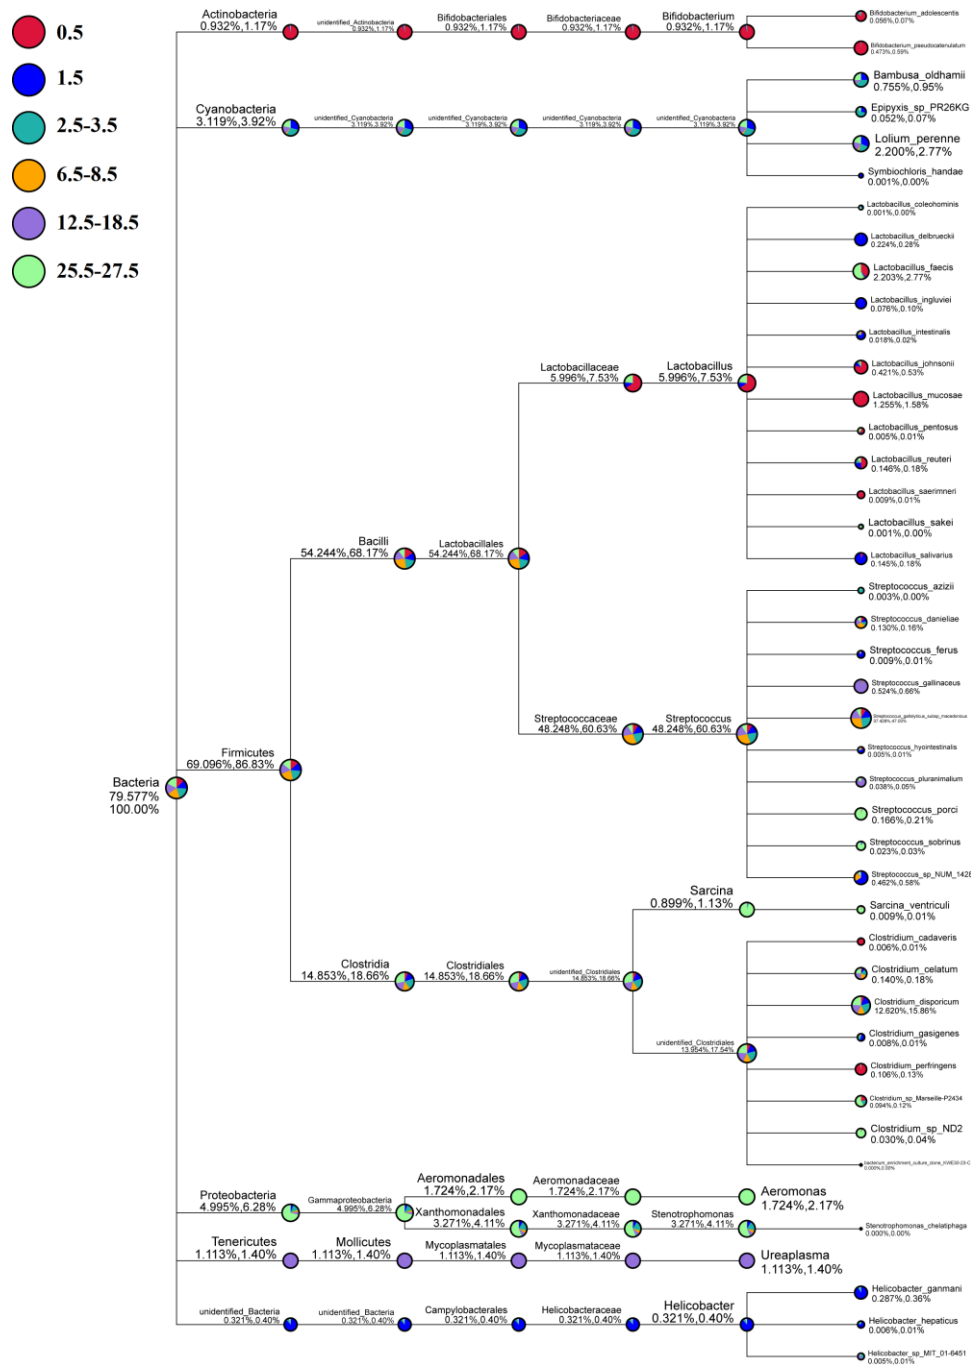 0.5
1.5
2.5-3.5
6.5-8.5
12.5-18.5
25.5-27.5
Bacteria
79.577%
100.00%
Actinobacteria
0.932%,1.17%
unidentified_Actinobacteria
0.932%,1.17%
Bifidobacteriales
0.932%,1.17%
Bifidobacteriaceae
0.932%,1.17%
Bifidobacterium
0.932%,1.17%
Bifidobacterium_adolescentis
0.056%,0.07%
Bifidobacterium_pseudocatenulatum
0.473%,0.59%
Cyanobacteria
3.119%,3.92%
unidentified_Cyanobacteria
3.119%,3.92%
unidentified_Cyanobacteria
3.119%,3.92%
unidentified_Cyanobacteria
3.119%,3.92%
unidentified_Cyanobacteria
3.119%,3.92%
Bambusa_oldhamii
0.755%,0.95%
Epipyxis_sp_PR26KG
0.052%,0.07%
Lolium_perenne
2.200%,2.77%
Symbiochloris_handae
0.001%,0.00%
Firmicutes
69.096%,86.83%
Bacilli
54.244%,68.17%
Lactobacillales
54.244%,68.17%
Lactobacillaceae
5.996%,7.53%
Lactobacillus
5.996%,7.53%
Lactobacillus_coleohominis
0.001%,0.00%
Lactobacillus_delbrueckii
0.224%,0.28%
Lactobacillus_faecis
2.203%,2.77%
Lactobacillus_ingluviei
0.076%,0.10%
Lactobacillus_intestinalis
0.018%,0.02%
Lactobacillus_johnsonii
0.421%,0.53%
Lactobacillus_mucosae
1.255%,1.58%
Lactobacillus_pentosus
0.005%,0.01%
Lactobacillus_reuteri
0.146%,0.18%
Lactobacillus_saerimneri
0.009%,0.01%
Lactobacillus_sakei
0.001%,0.00%
Lactobacillus_salivarius
0.145%,0.18%
Streptococcaceae
48.248%,60.63%
Streptococcus
48.248%,60.63%
Streptococcus_azizii
0.003%,0.00%
Streptococcus_danieliae
0.130%,0.16%
Streptococcus_ferus
0.009%,0.01%
Streptococcus_gallinaceus
0.524%,0.66%
Streptococcus_gallolyticus_subsp_macedonicus
Streptococcus_hyointestinalis
0.005%,0.01%
Streptococcus_pluranimalium
0.038%,0.05%
Streptococcus_porci
0.166%,0.21%
Streptococcus_sobrinus
0.023%,0.03%
Streptococcus_sp_NUM_1428
0.462%,0.58%
Clostridia
14.853%,18.66%
Clostridiales
14.853%,18.66%
unidentified_Clostridiales
14.853%,18.66%
Sarcina
0.899%,1.13%
Sarcina_ventriculi
0.009%,0.01%
unidentified_Clostridiales
13.954%,17.54%
Clostridium_cadaveris
0.006%,0.01%
Clostridium_celatum
0.140%,0.18%
Clostridium_disporicum
12.620%,15.86%
Clostridium_gasigenes
0.008%,0.01%
Clostridium_perfringens
0.106%,0.13%
Clostridium_sp_Marseille-P2434
0.094%,0.12%
Clostridium_sp_ND2
0.030%,0.04%
0.000%,0.00%
Proteobacteria
4.995%,6.28%
Gammaproteobacteria
4.995%,6.28%
Aeromonadales
1.724%,2.17%
Aeromonadaceae
1.724%,2.17%
Aeromonas
1.724%,2.17%
Xanthomonadales
3.271%,4.11%
Xanthomonadaceae
3.271%,4.11%
Stenotrophomonas
3.271%,4.11%
Stenotrophomonas_chelatiphaga
0.000%,0.00%
Tenericutes
1.113%,1.40%
Mollicutes
1.113%,1.40%
Mycoplasmatales
1.113%,1.40%
Mycoplasmataceae
1.113%,1.40%
Ureaplasma
1.113%,1.40%
unidentified_Bacteria
0.321%,0.40%
unidentified_Bacteria
0.321%,0.40%
Campylobacterales
0.321%,0.40%
Helicobacteraceae
0.321%,0.40%
Helicobacter
0.321%,0.40%
Helicobacter_ganmani
0.287%,0.36%
Helicobacter_hepaticus
0.006%,0.01%
Helicobacter_sp_MIT_01-6451
0.005%,0.01%